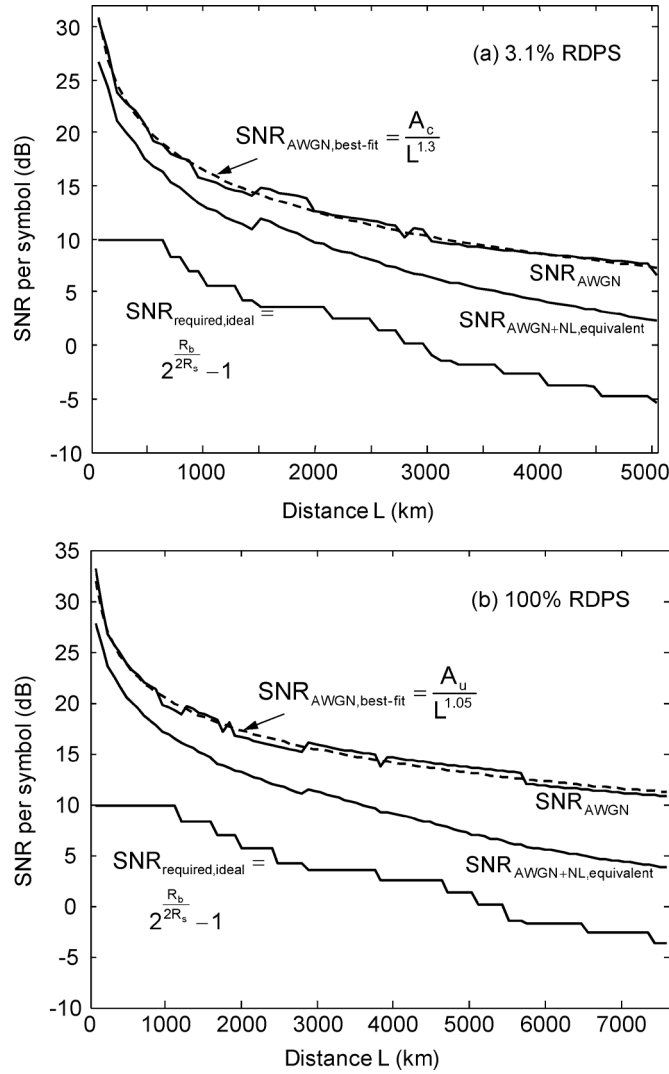 (a) 3.1% RDPS
SNR per symbol (dB)
30
25
20
15
10
5
0
-5
-10
SNR_AWGN,best-fit = A_c / L^1.3
SNR_AWGN
SNR_AWGN+NL,equivalent
SNR_required,ideal =
2^(R_b/2R_s) - 1
0 1000 2000 3000 4000 5000
Distance L (km)
(b) 100% RDPS
SNR per symbol (dB)
35
30
25
20
15
10
5
0
-5
-10
SNR_AWGN,best-fit = A_u / L^1.05
SNR_AWGN
SNR_AWGN+NL,equivalent
SNR_required,ideal =
2^(R_b/2R_s) - 1
0 1000 2000 3000 4000 5000 6000 7000
Distance L (km)